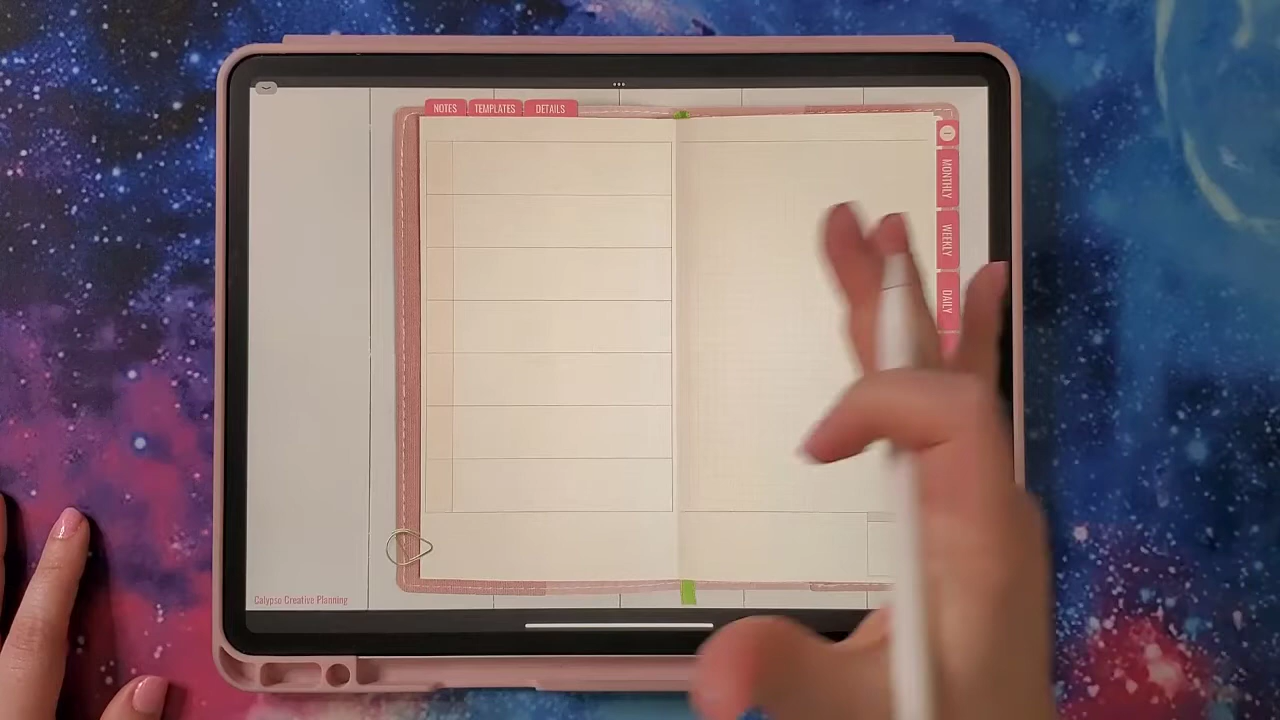 NOTES TEMPLATES DETAILS
MONTHLY
WEEKLY
DAILY
Calypso Creative Planning